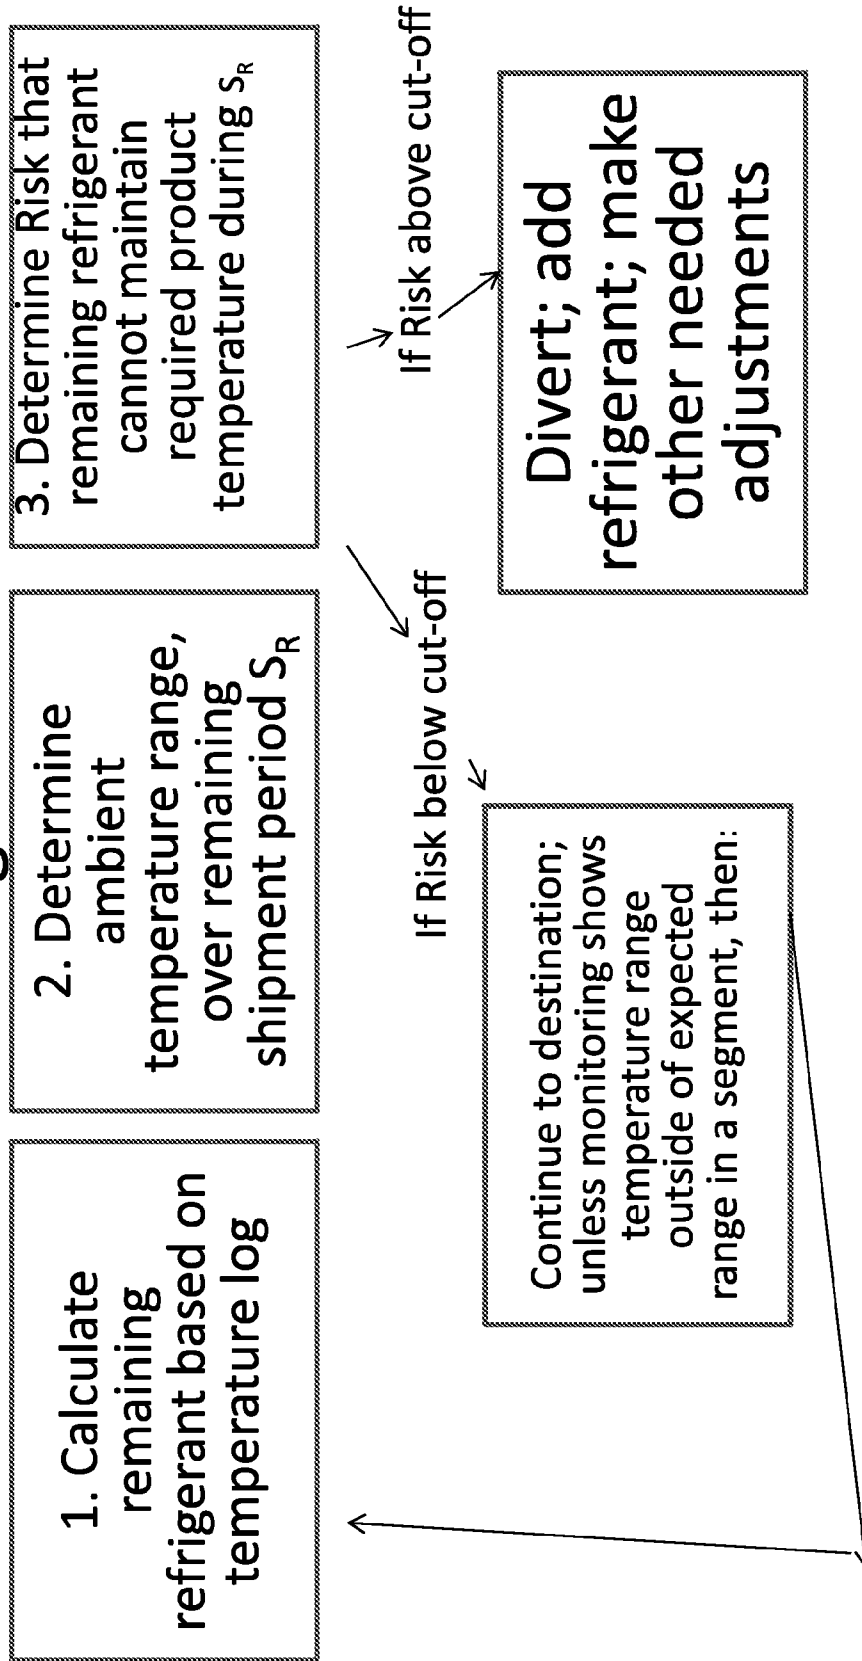 1. Calculate
remaining
refrigerant based on
temperature log
2. Determine
ambient
temperature range,
over remaining
shipment period S_R
3. Determine Risk that
remaining refrigerant
cannot maintain
required product
temperature during S_R
If Risk below cut-off
If Risk above cut-off
Continue to destination;
unless monitoring shows
temperature range
outside of expected
range in a segment, then:
Divert; add
refrigerant; make
other needed
adjustments